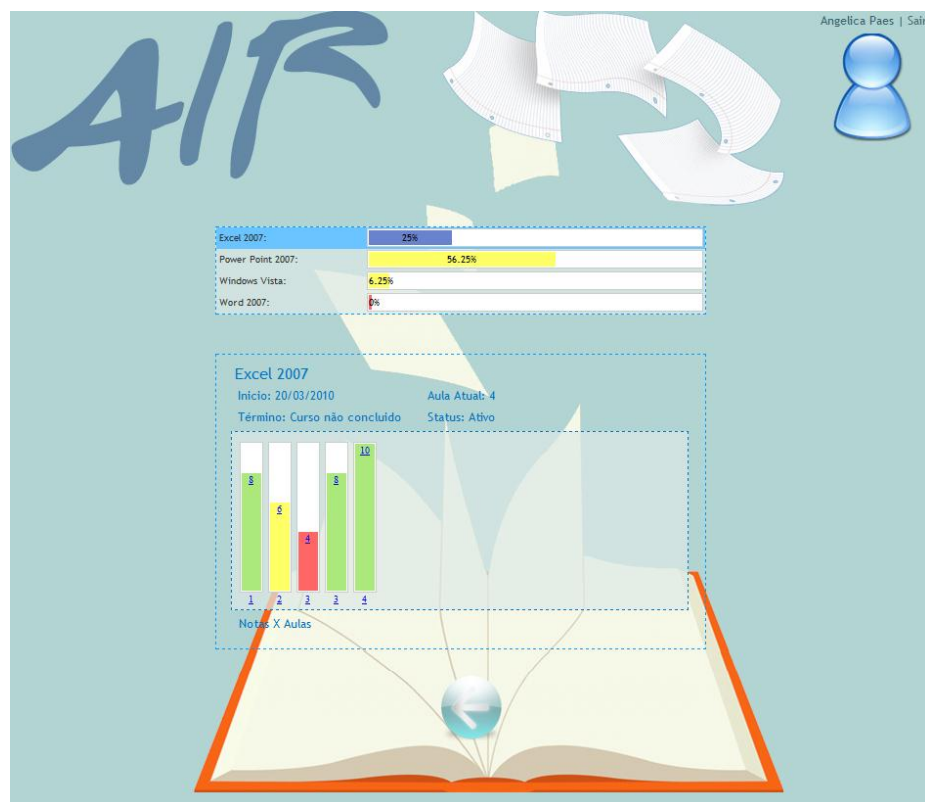 AIR
Angelica Paes | Sair
Excel 2007: 25%
Power Point 2007: 56.25%
Windows Vista: 6.25%
Word 2007: 0%
Excel 2007
Inicio: 20/03/2010 Aula Atual: 4
Término: Curso não concluido Status: Ativo
8 6 4 8 10
1 2 3 3 4
Notas X Aulas